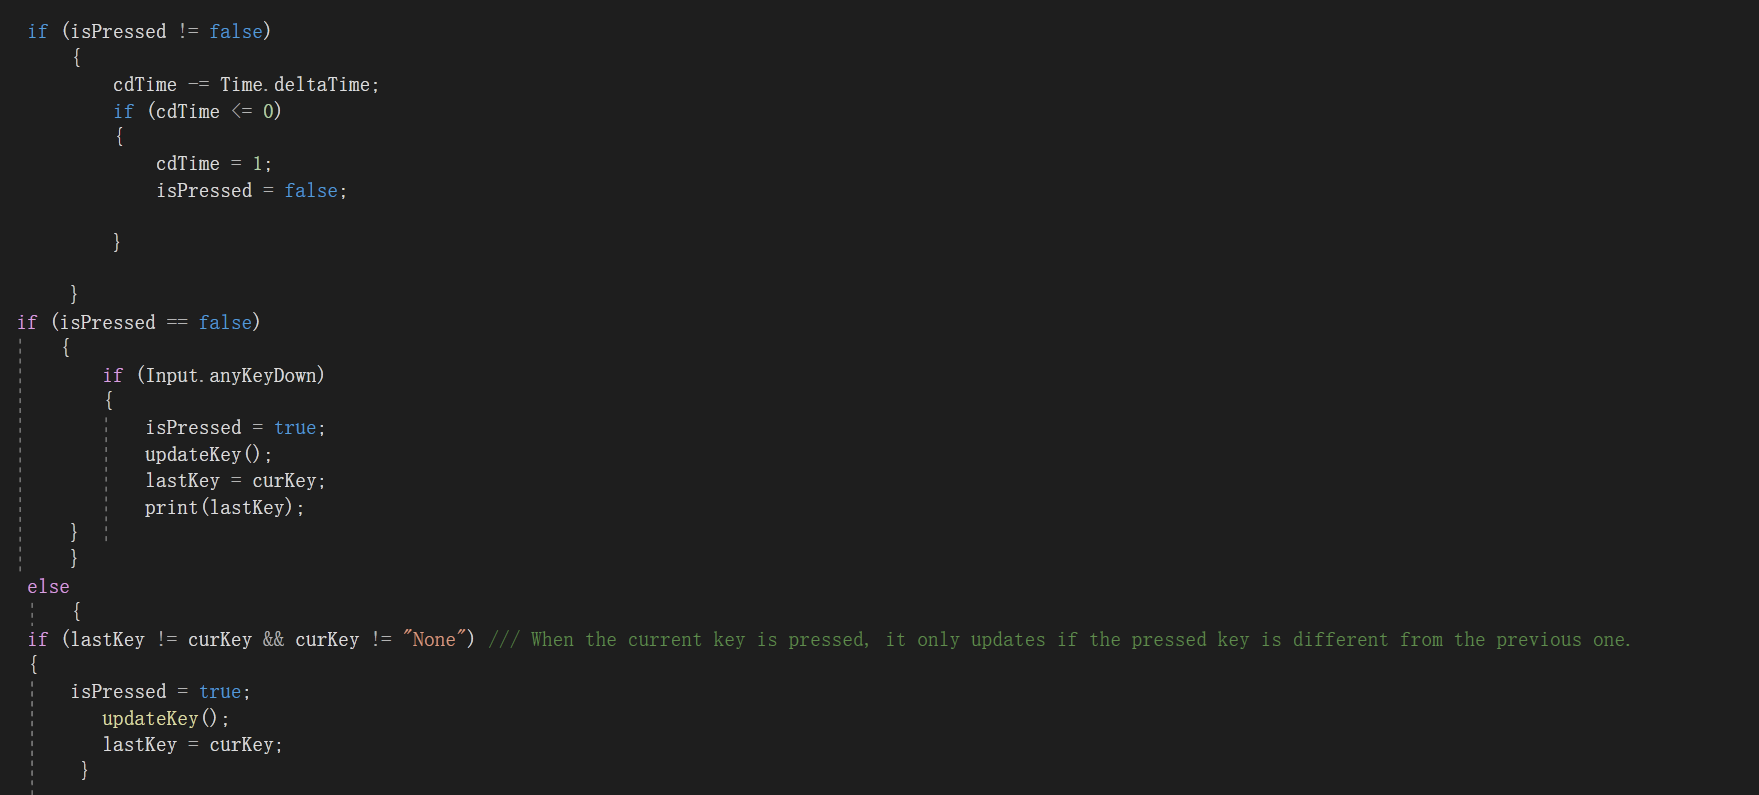 if (isPressed != false)
{
cdTime -= Time.deltaTime;
if (cdTime <= 0)
{
cdTime = 1;
isPressed = false;
}
}
if (isPressed == false)
{
if (Input.anyKeyDown)
{
isPressed = true;
updateKey();
lastKey = curKey;
print(lastKey);
}
}
else
{
if (lastKey != curKey && curKey != "None") /// When the current key is pressed, it only updates if the pressed key is different from the previous one.
{
isPressed = true;
updateKey();
lastKey = curKey;
}